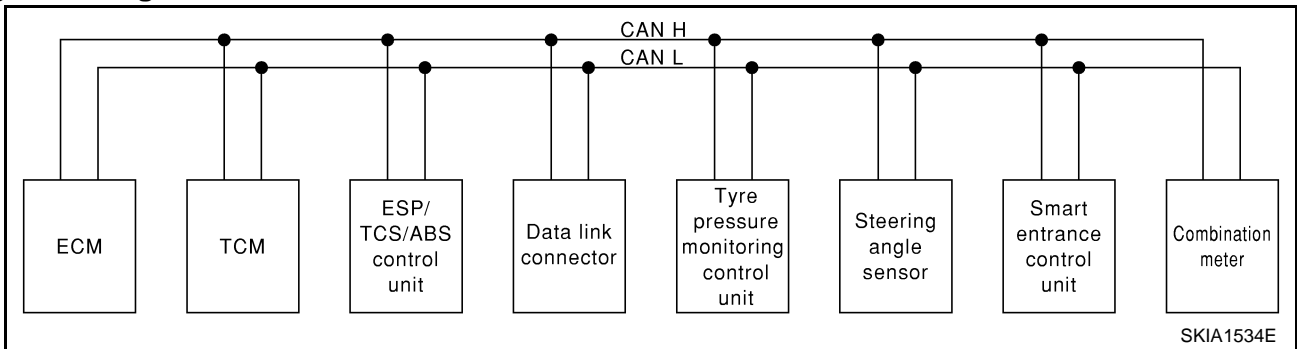 CAN H
CAN L
ECM
TCM
ESP/
TCS/ABS
control
unit
Data link
connector
Tyre
pressure
monitoring
control
unit
Steering
angle
sensor
Smart
entrance
control
unit
Combination
meter
SKIA1534E